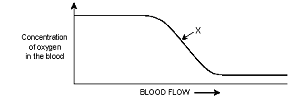 Concentration
of oxygen
in the blood
X
BLOOD FLOW